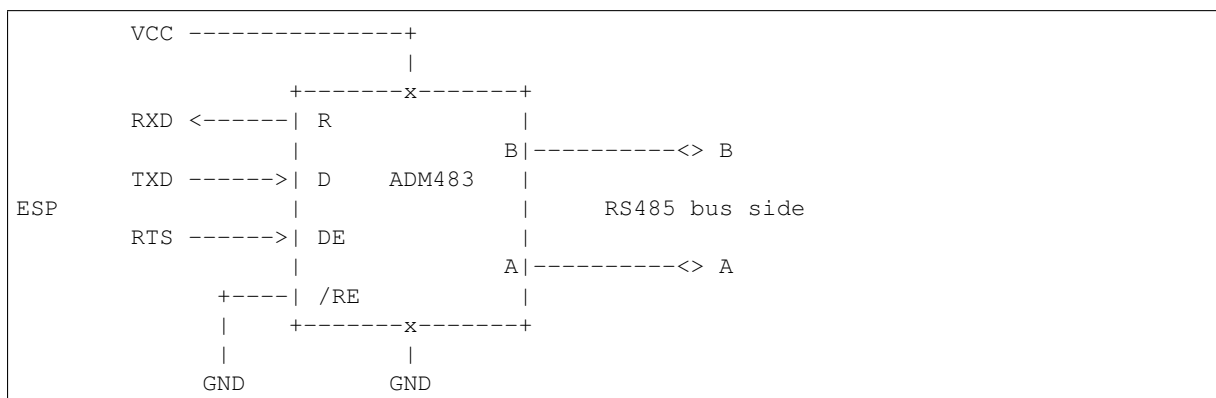 VCC ---------------+
|
+-------x-------+
RXD <------| R |
| B|----------<> B
TXD ------>| D ADM483 |
ESP | | RS485 bus side
RTS ------>| DE |
| A|----------<> A
+----| /RE |
| +-------x-------+
| |
GND GND